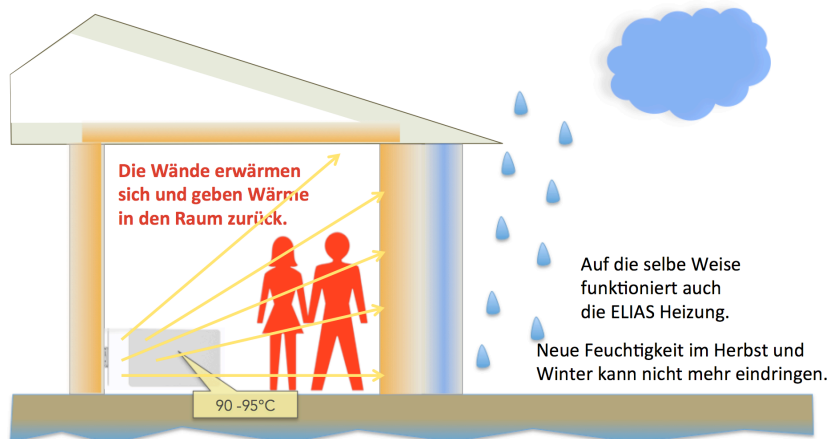 Die Wände erwärmen
sich und geben Wärme
in den Raum zurück.
Auf die selbe Weise
funktioniert auch
die ELIAS Heizung.
Neue Feuchtigkeit im Herbst und
Winter kann nicht mehr eindringen.
90 -95°C